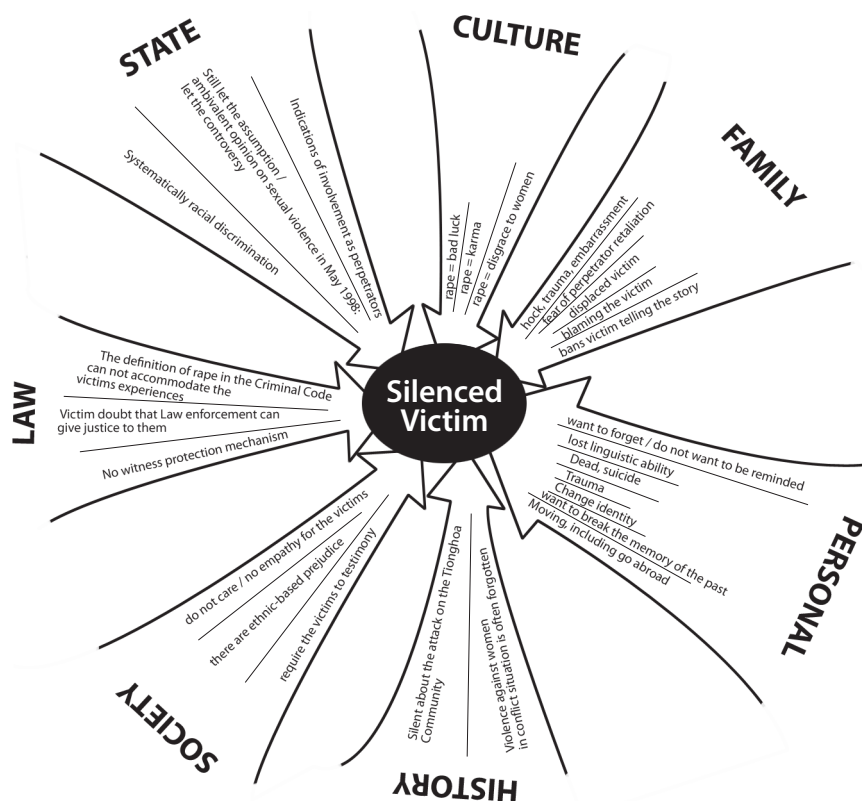 STATE
Systematically racial discrimination
Still let the assumption /
ambivalent opinion on sexual violence in May 1998:
let the controversy
Indications of involvement as perpetrators
CULTURE
rape = bad luck
rape = karma
rape = disgrace to women
FAMILY
hock, trauma, embarrassment
fear of perpetrator retaliation
displaced victim
blaming the victim
bans victim telling the story
PERSONAL
want to forget / do not want to be reminded
lost linguistic ability
Dead, suicide
Trauma
Change identity
want to break the memory of the past
Moving, including go abroad
HISTORY
Silent about the attack on the Tionghoa
Community
Violence against women
in conflict situation is often forgotten
SOCIETY
do not care / no empathy for the victims
there are ethnic-based prejudice
require the victims to testimony
LAW
The definition of rape in the Criminal Code
can not accommodate the
victims experiences
Victim doubt that Law enforcement can
give justice to them
No witness protection mechanism
Silenced
Victim